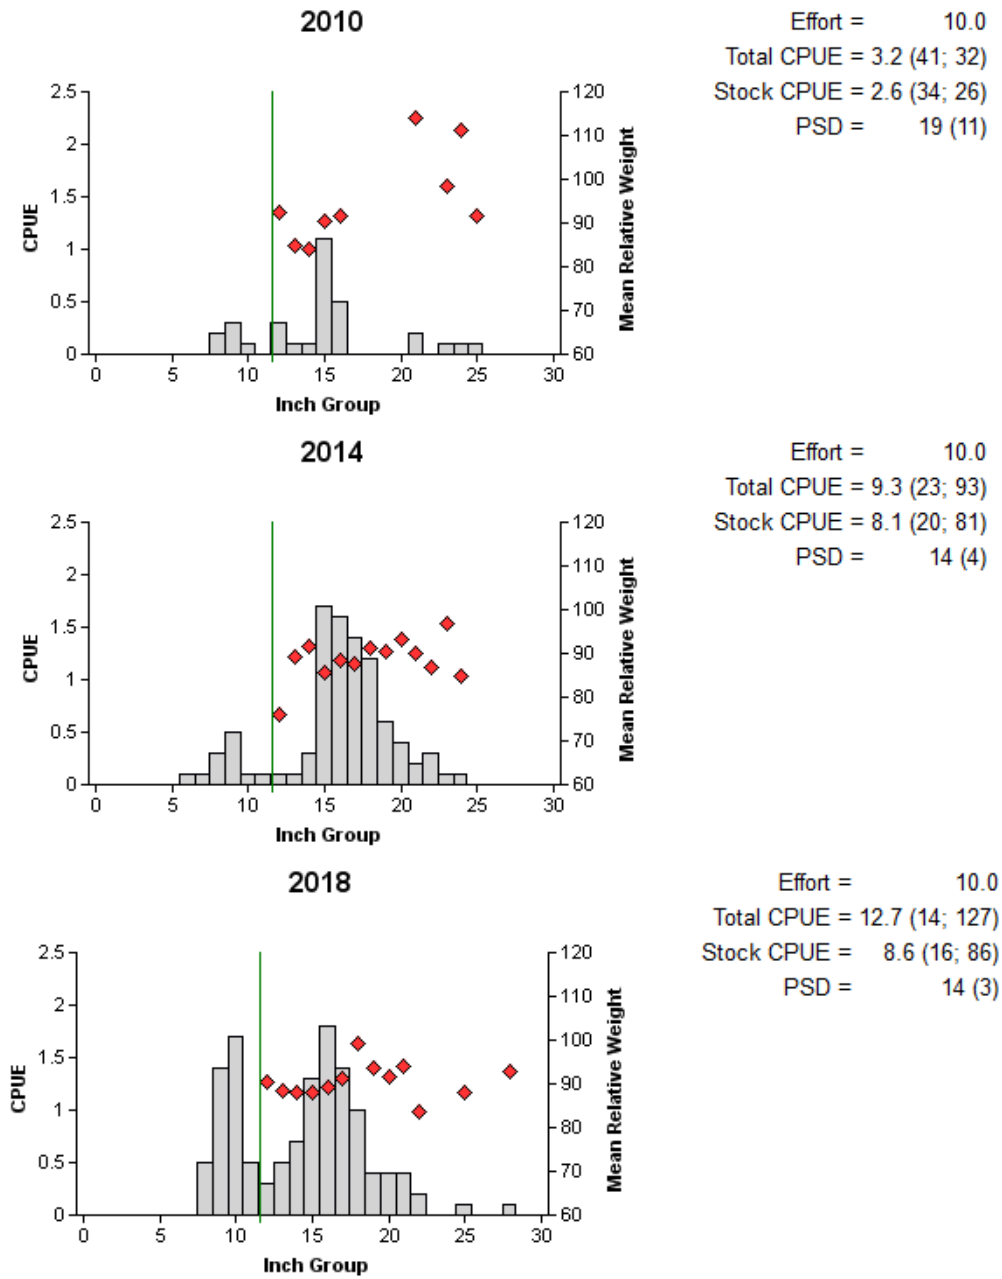 2010
Effort = 10.0
Total CPUE = 3.2 (41; 32)
Stock CPUE = 2.6 (34; 26)
PSD = 19 (11)
2.5
2
1.5
1
0.5
0
CPUE
120
110
100
90
80
70
60
Mean Relative Weight
0 5 10 15 20 25 30
Inch Group
2014
Effort = 10.0
Total CPUE = 9.3 (23; 93)
Stock CPUE = 8.1 (20; 81)
PSD = 14 (4)
2.5
2
1.5
1
0.5
0
CPUE
120
110
100
90
80
70
60
Mean Relative Weight
0 5 10 15 20 25 30
Inch Group
2018
Effort = 10.0
Total CPUE = 12.7 (14; 127)
Stock CPUE = 8.6 (16; 86)
PSD = 14 (3)
2.5
2
1.5
1
0.5
0
CPUE
120
110
100
90
80
70
60
Mean Relative Weight
0 5 10 15 20 25 30
Inch Group